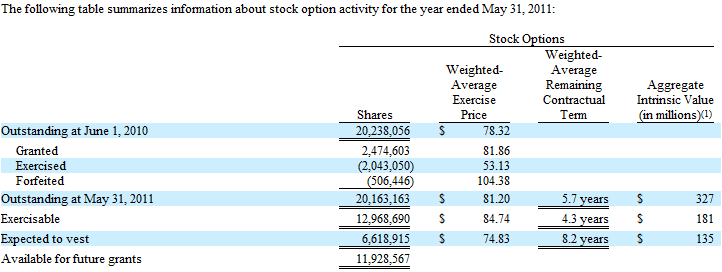 The following table summarizes information about stock option activity for the year ended May 31, 2011:
Stock Options
Shares Weighted-Average Exercise Price Weighted-Average Remaining Contractual Term Aggregate Intrinsic Value (in millions)(1)
Outstanding at June 1, 2010 20,238,056 $ 78.32
Granted 2,474,603 81.86
Exercised (2,043,050) 53.13
Forfeited (506,446) 104.38
Outstanding at May 31, 2011 20,163,163 $ 81.20 5.7 years $ 327
Exercisable 12,968,690 $ 84.74 4.3 years $ 181
Expected to vest 6,618,915 $ 74.83 8.2 years $ 135
Available for future grants 11,928,567